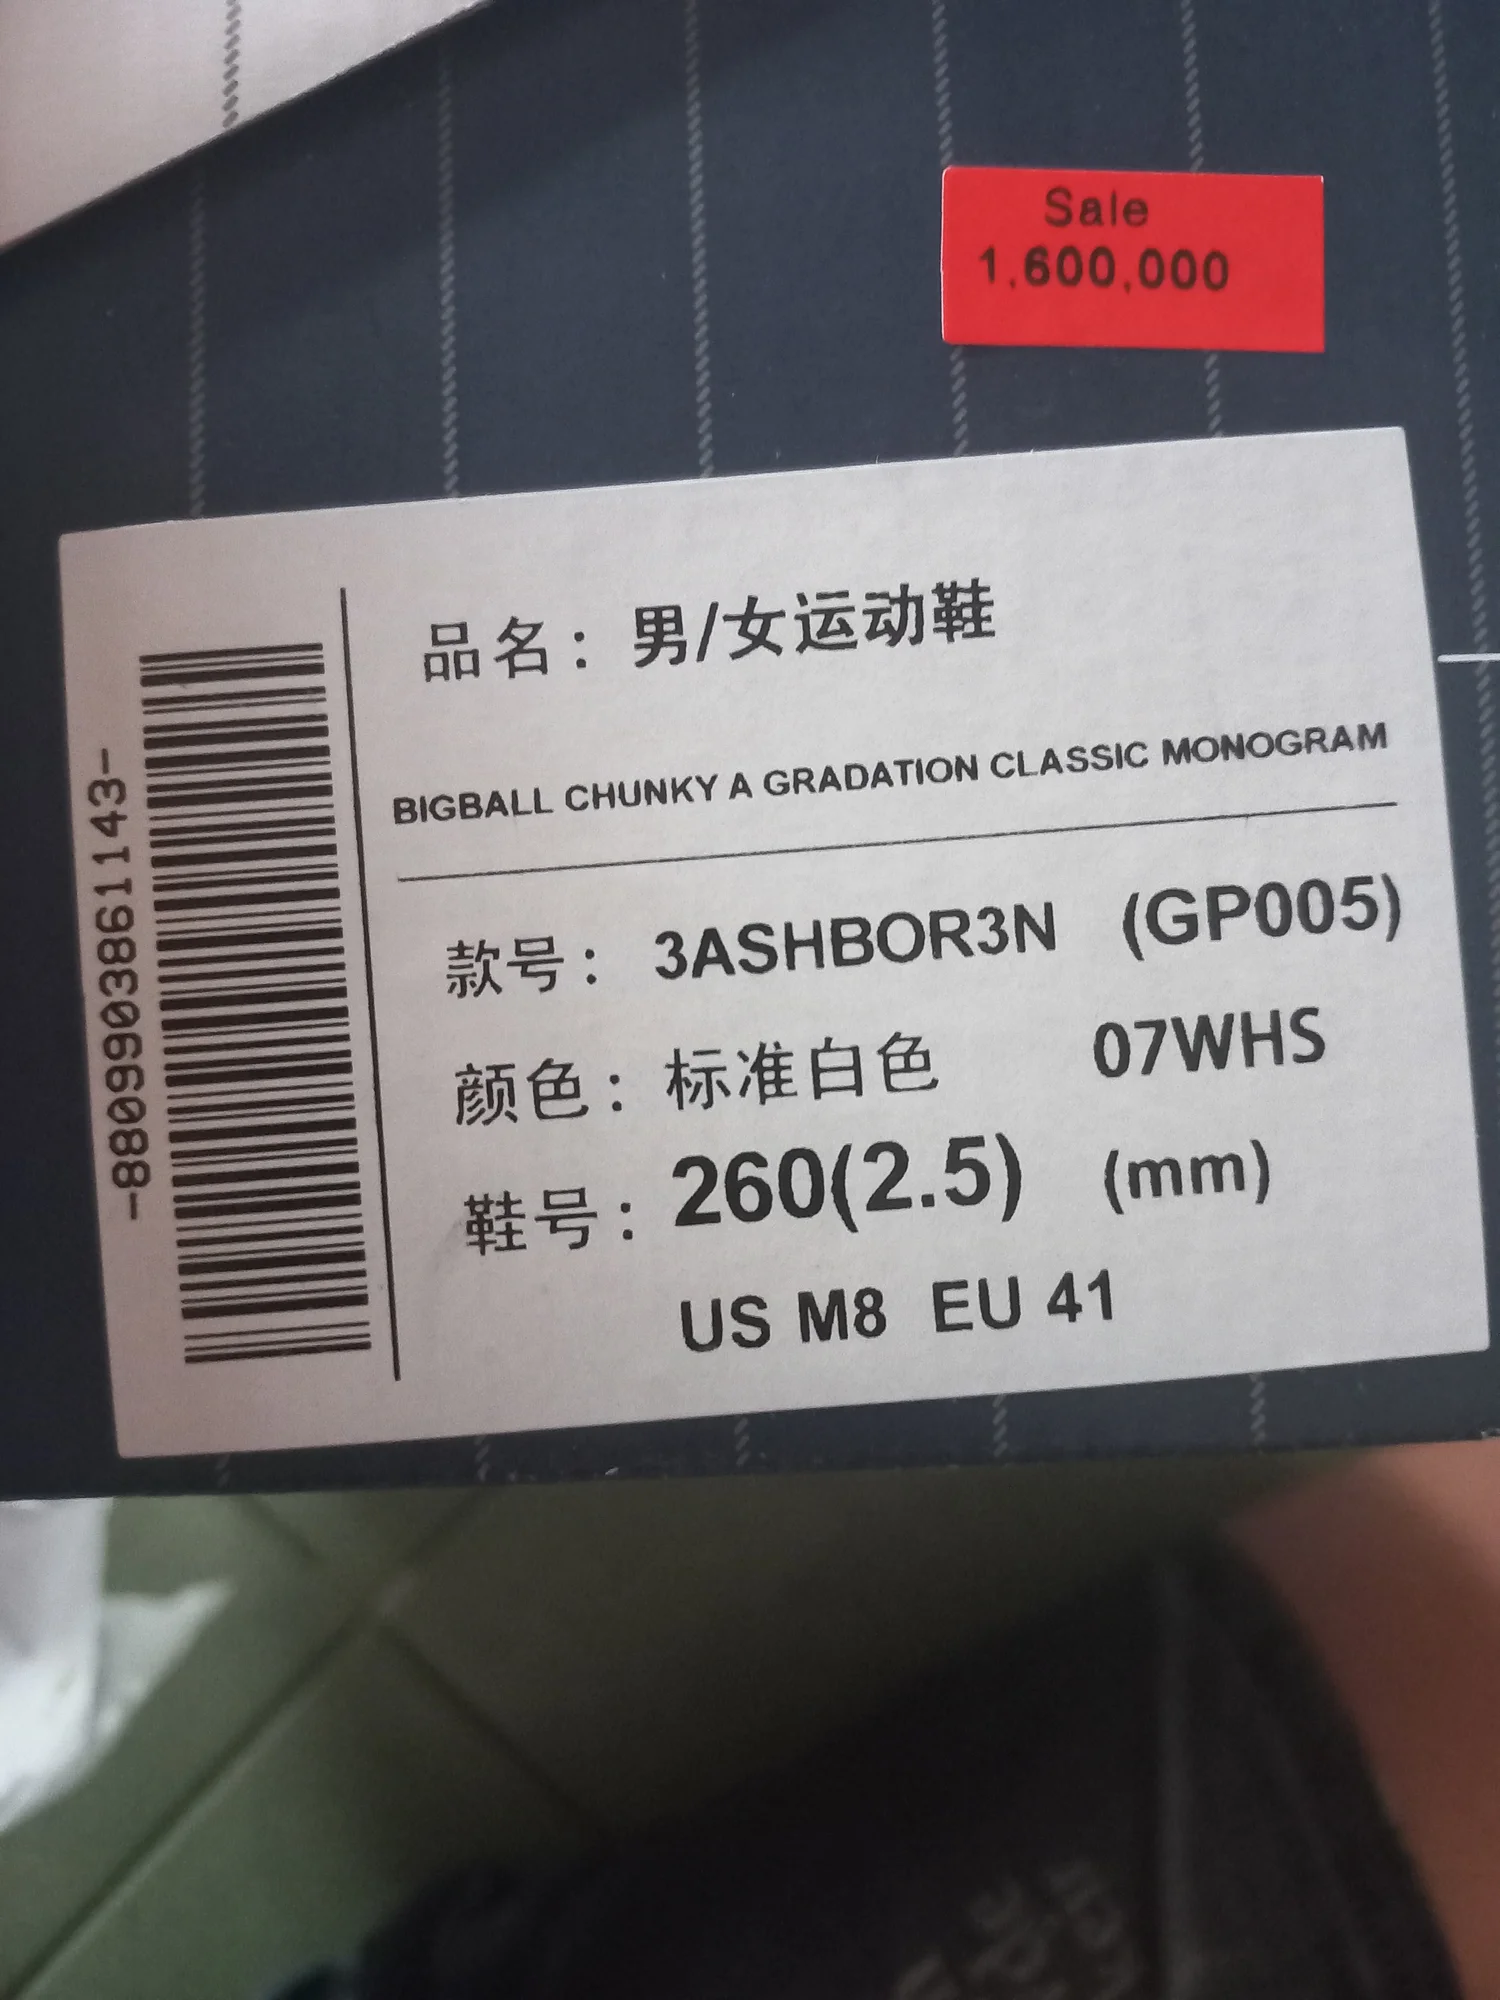 Sale
1,600,000
品名：男/女运动鞋
BIGBALL CHUNKY A GRADATION CLASSIC MONOGRAM
款号： 3ASHBOR3N (GP005)
颜色：标准白色 07WHS
鞋号：260(2.5) (mm)
US M8 EU 41
-8809903861143-